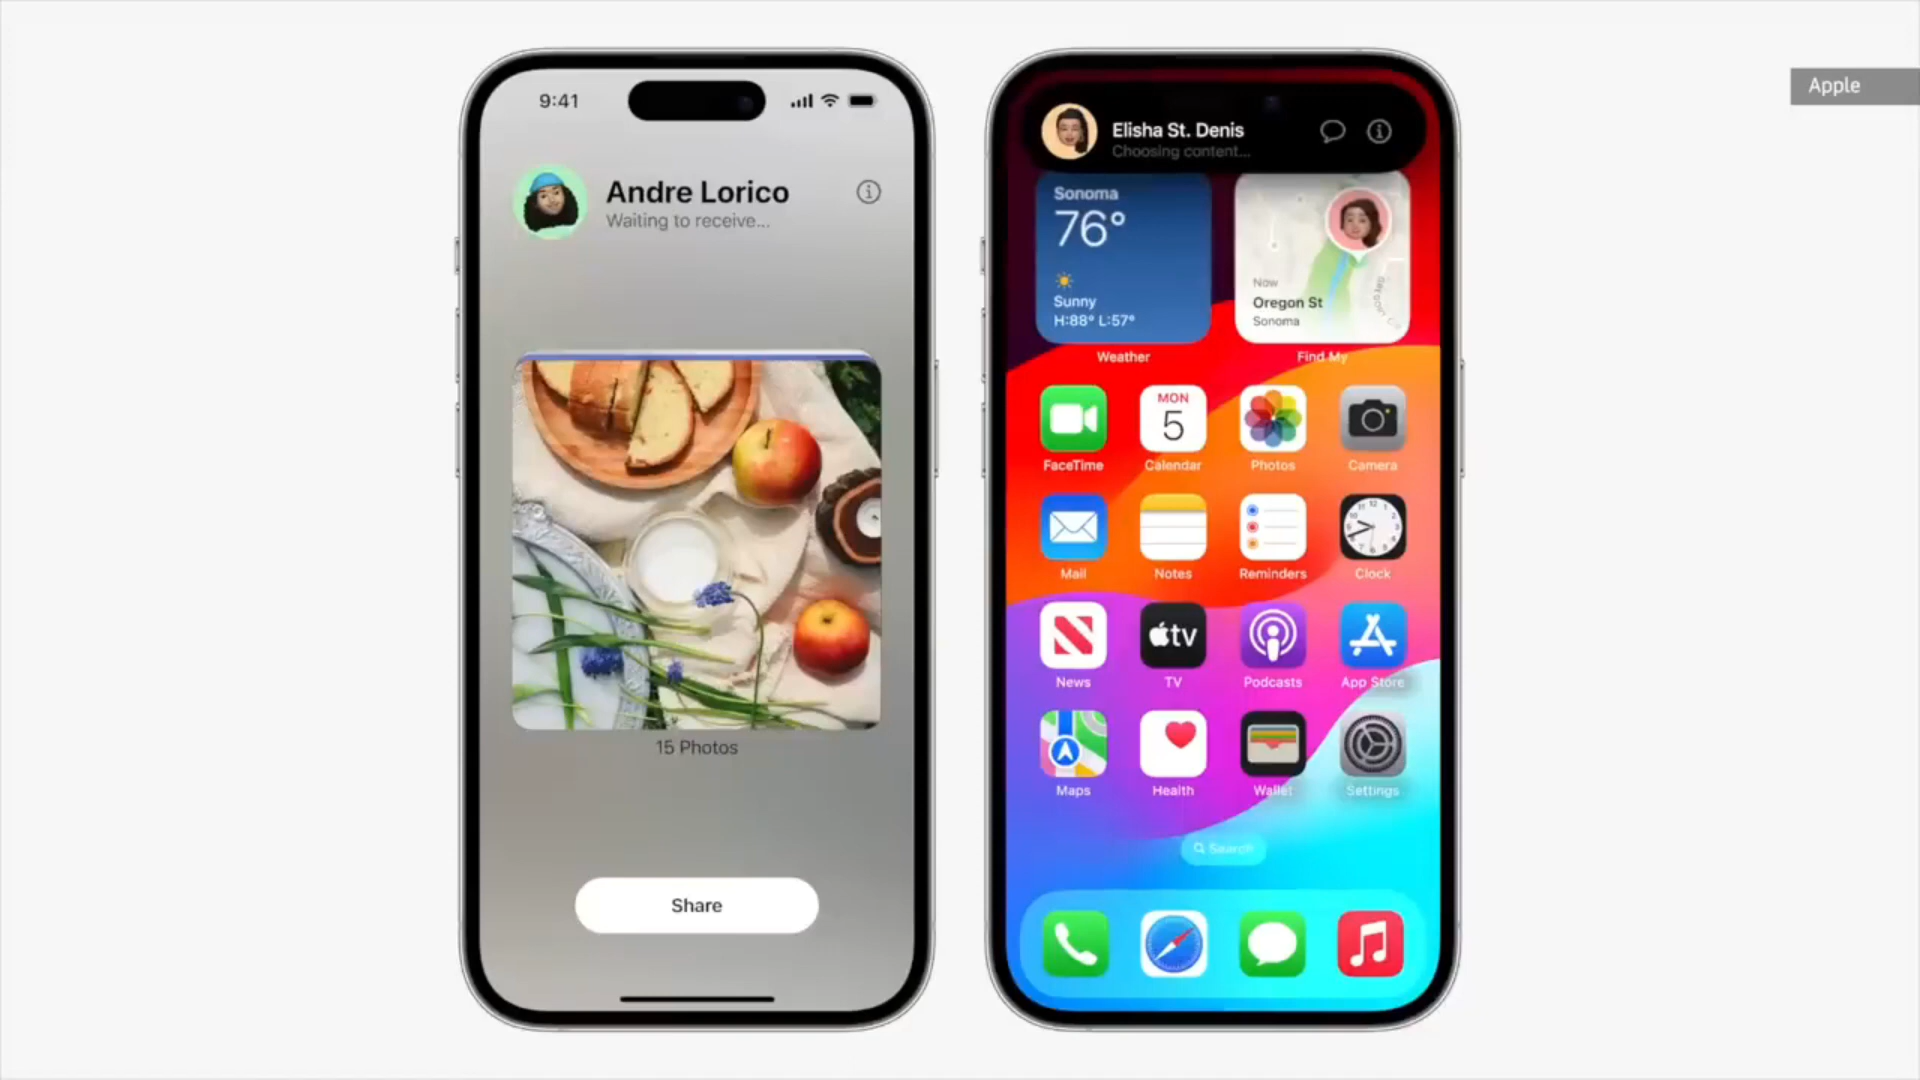 Apple
9:41
Andre Lorico
Waiting to receive...
15 Photos
Share
Elisha St. Denis
Choosing content...
Sonoma
76°
Sunny
H:88° L:57°
Weather
Now
Oregon St
Sonoma
Find My
FaceTime
MON
5
Calendar
Photos
Camera
Mail
Notes
Reminders
Clock
News
tv
TV
Podcasts
App Store
Maps
Health
Wallet
Settings
Search